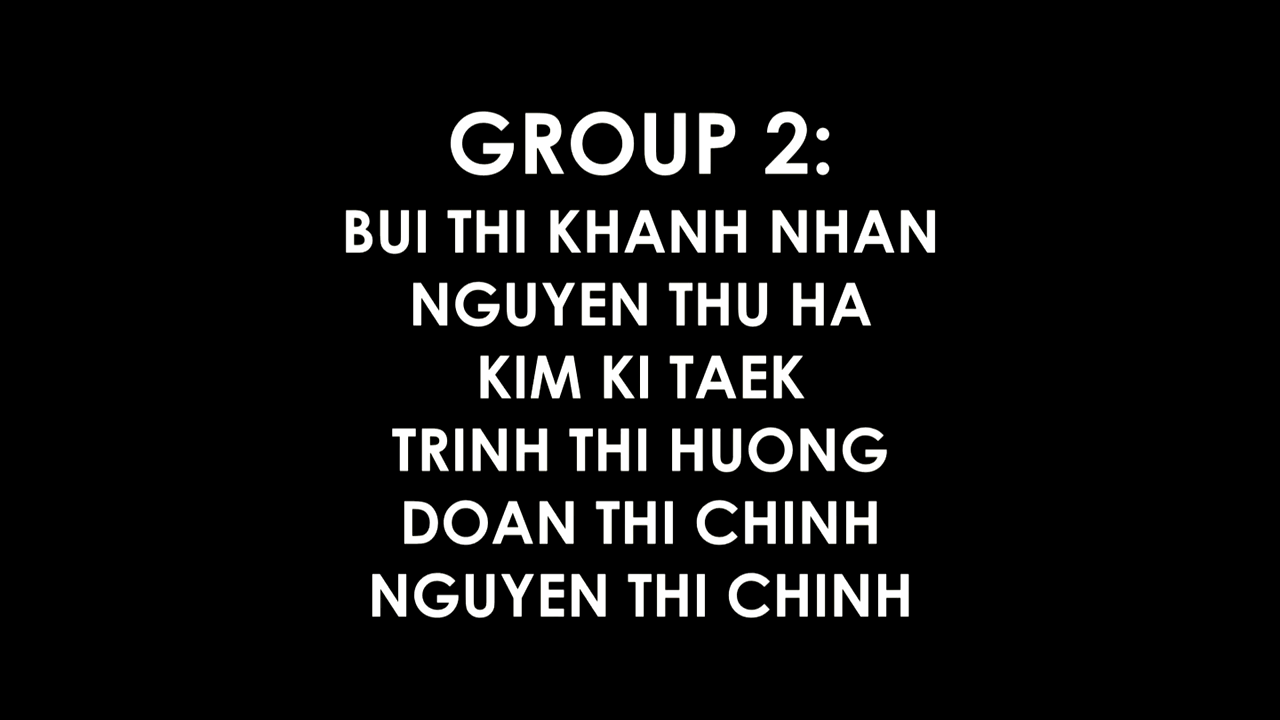 GROUP 2:
BUI THI KHANH NHAN
NGUYEN THU HA
KIM KI TAEK
TRINH THI HUONG
DOAN THI CHINH
NGUYEN THI CHINH